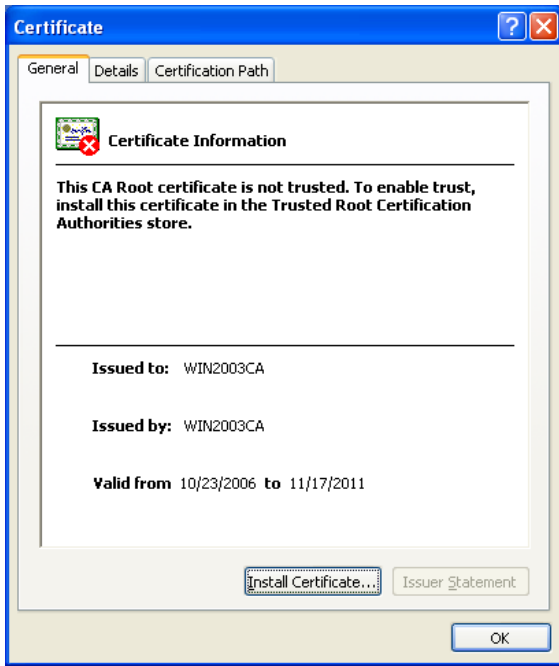 Certificate
General Details Certification Path
Certificate Information
This CA Root certificate is not trusted. To enable trust,
install this certificate in the Trusted Root Certification
Authorities store.
Issued to: WIN2003CA
Issued by: WIN2003CA
Valid from 10/23/2006 to 11/17/2011
Install Certificate... Issuer Statement
OK